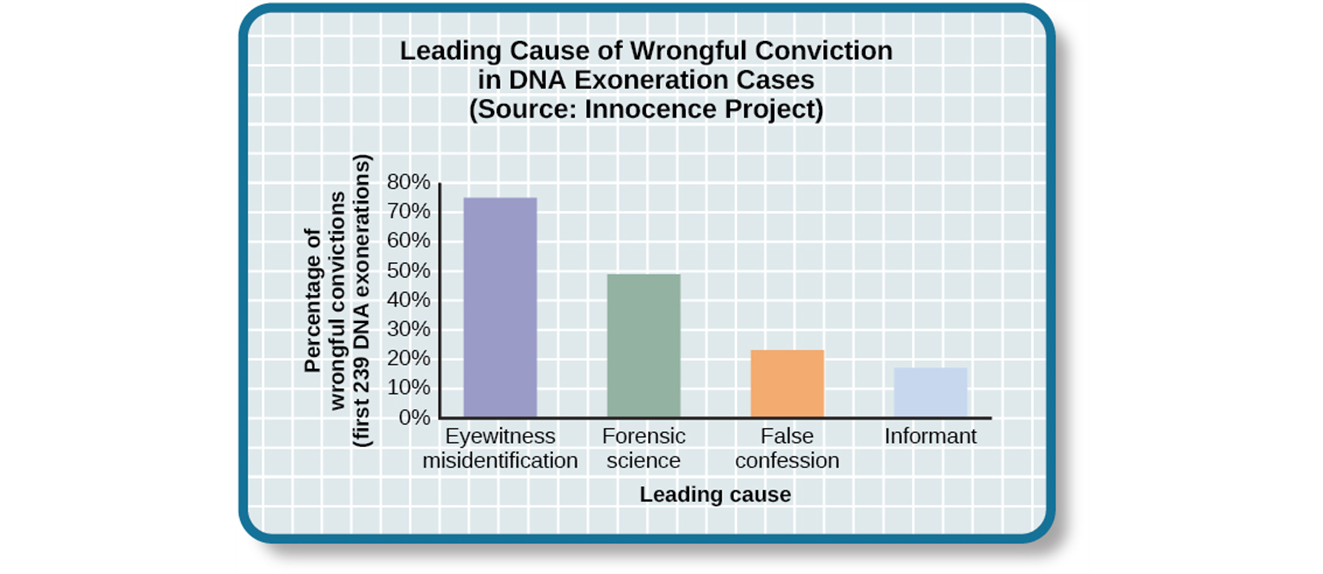 Leading Cause of Wrongful Conviction
in DNA Exoneration Cases
(Source: Innocence Project)
Percentage of
wrongful convictions
(first 239 DNA exonerations)
80%
70%
60%
50%
40%
30%
20%
10%
0%
Eyewitness
misidentification
Forensic
science
False
confession
Informant
Leading cause